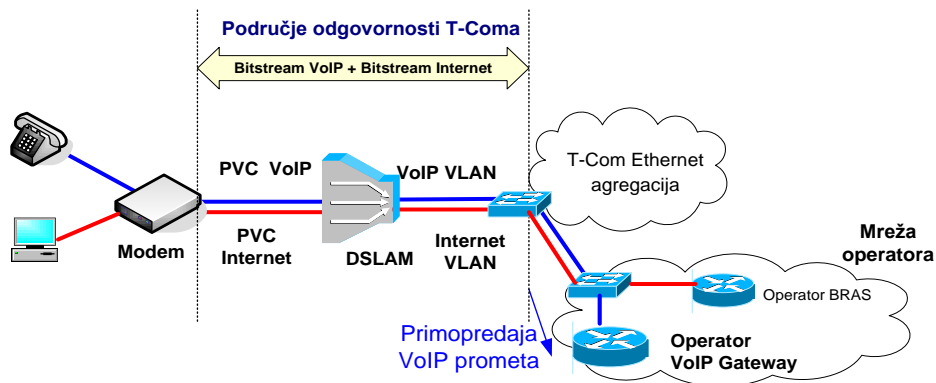 Područje odgovornosti T-Coma
Bitstream VoIP + Bitstream Internet
T-Com Ethernet
agregacija
PVC VoIP
VoIP VLAN
Modem
PVC
Internet
DSLAM
Internet
VLAN
Mreža
operatora
Operator BRAS
Primopredaja
VoIP prometa
Operator
VoIP Gateway